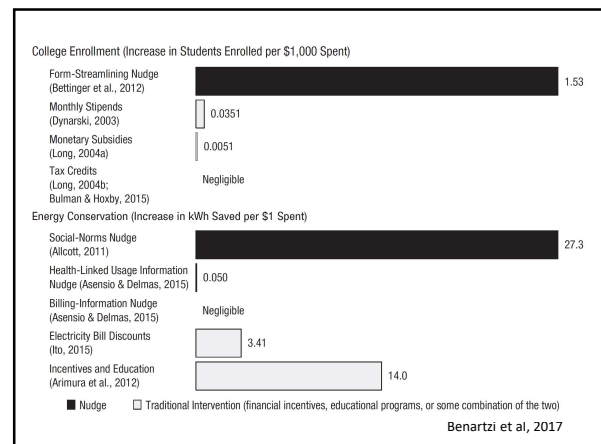 College Enrollment (Increase in Students Enrolled per $1,000 Spent)
Form-Streamlining Nudge
(Bettinger et al., 2012)
1.53
Monthly Stipends
(Dynarski, 2003)
0.0351
Monetary Subsidies
(Long, 2004a)
0.0051
Tax Credits
(Long, 2004b;
Bulman & Hoxby, 2015)
Negligible
Energy Conservation (Increase in kWh Saved per $1 Spent)
Social-Norms Nudge
(Allcott, 2011)
27.3
Health-Linked Usage Information
Nudge (Asensio & Delmas, 2015)
0.050
Billing-Information Nudge
(Asensio & Delmas, 2015)
Negligible
Electricity Bill Discounts
(Ito, 2015)
3.41
Incentives and Education
(Arimura et al., 2012)
14.0
Nudge
Traditional Intervention (financial incentives, educational programs, or some combination of the two)
Benartzi et al, 2017